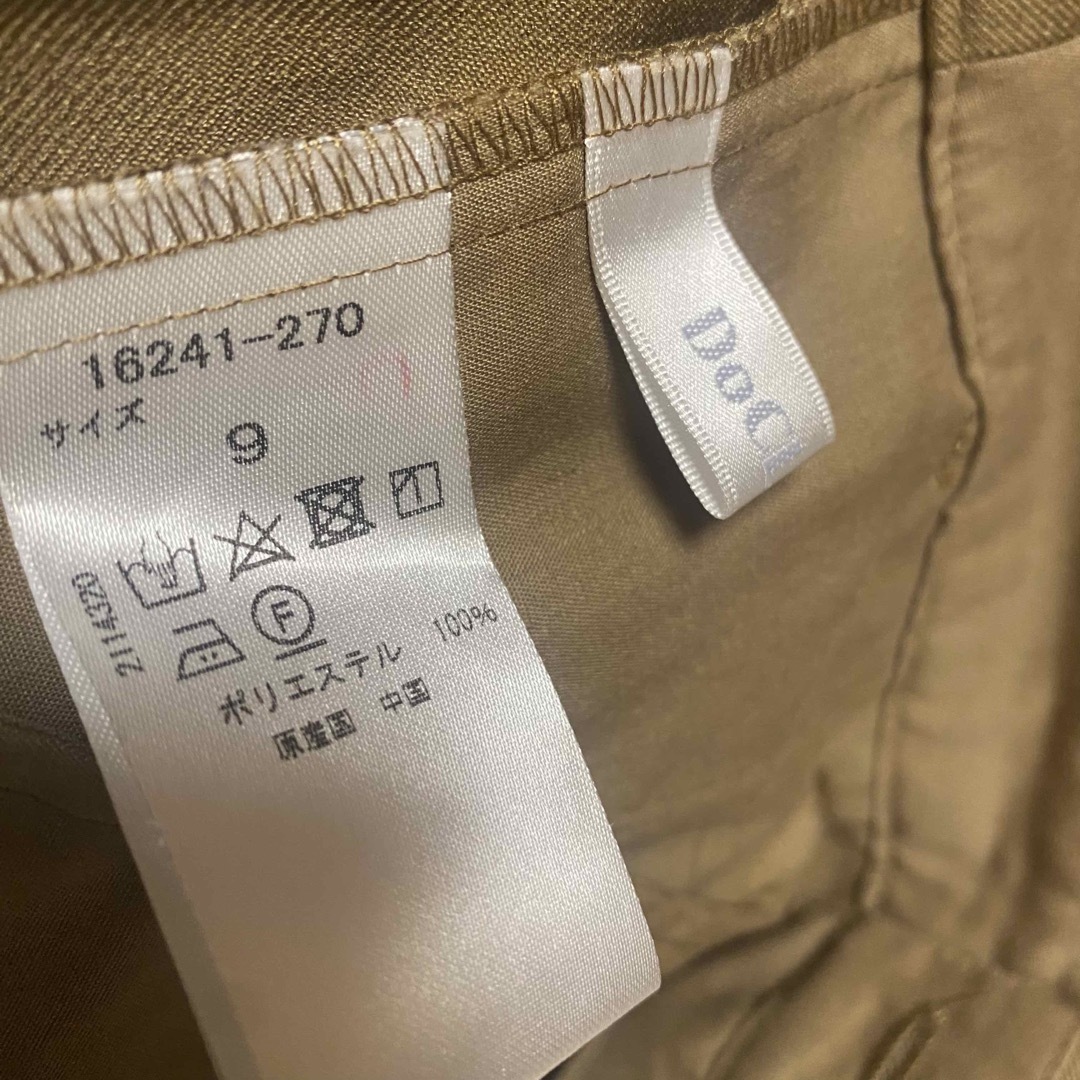 16241-270
サイズ
9
2114320
F
ポリエステル 100%
原産国 中国
DoCl